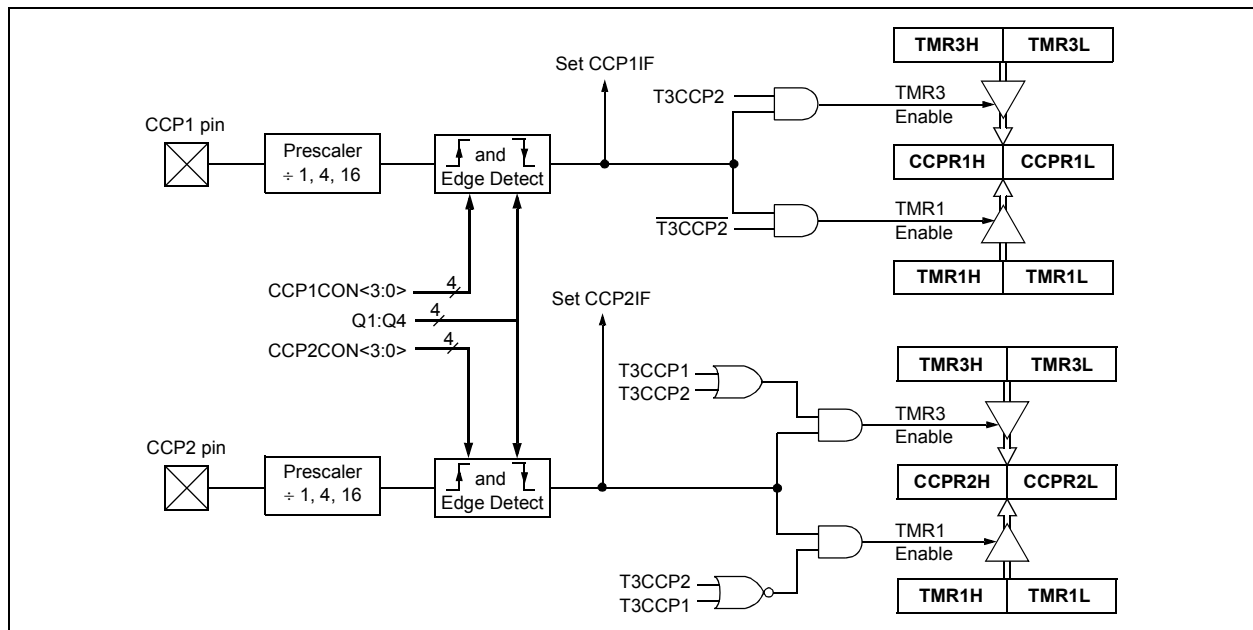 TMR3H TMR3L
Set CCP1IF
T3CCP2
TMR3
Enable
CCP1 pin
Prescaler
÷ 1, 4, 16
and
Edge Detect
CCPR1H CCPR1L
T3CCP2
TMR1
Enable
TMR1H TMR1L
CCP1CON<3:0> 4
Q1:Q4 4
CCP2CON<3:0> 4
Set CCP2IF
TMR3H TMR3L
T3CCP1
T3CCP2
TMR3
Enable
CCP2 pin
Prescaler
÷ 1, 4, 16
and
Edge Detect
CCPR2H CCPR2L
TMR1
Enable
T3CCP2
T3CCP1
TMR1H TMR1L